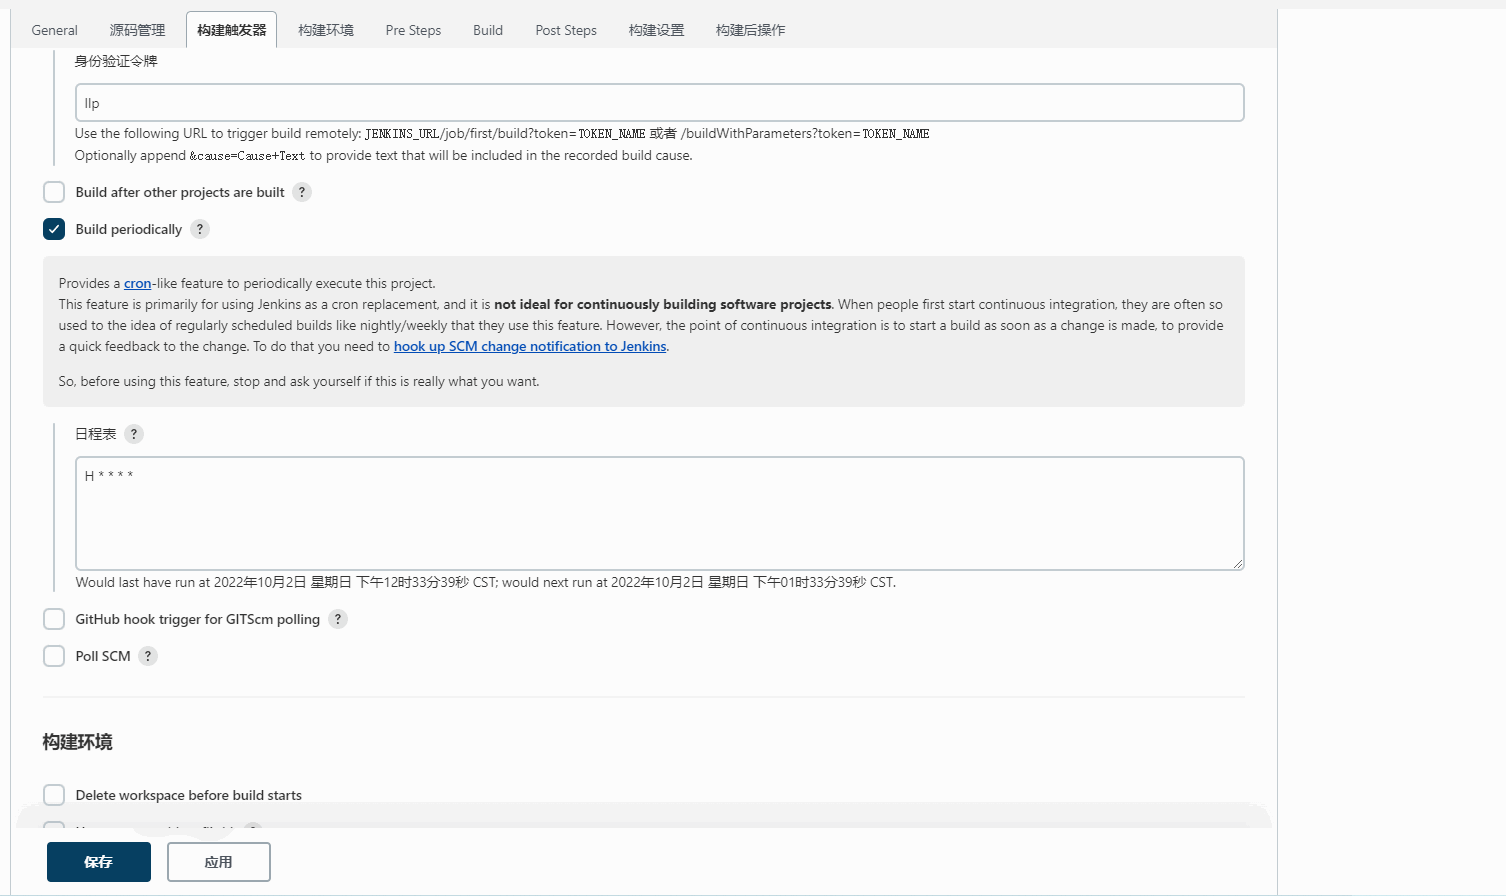 General 源码管理 构建触发器 构建环境 Pre Steps Build Post Steps 构建设置 构建后操作
身份验证令牌
llp
Use the following URL to trigger build remotely: JENKINS_URL/job/first/build?token=TOKEN_NAME 或者 /buildWithParameters?token=TOKEN_NAME
Optionally append &cause=Cause+Text to provide text that will be included in the recorded build cause.
Build after other projects are built ?
Build periodically ?
Provides a cron-like feature to periodically execute this project.
This feature is primarily for using Jenkins as a cron replacement, and it is not ideal for continuously building software projects. When people first start continuous integration, they are often so
used to the idea of regularly scheduled builds like nightly/weekly that they use this feature. However, the point of continuous integration is to start a build as soon as a change is made, to provide
a quick feedback to the change. To do that you need to hook up SCM change notification to Jenkins.
So, before using this feature, stop and ask yourself if this is really what you want.
日程表 ?
H * * * *
Would last have run at 2022年10月2日 星期日 下午12时33分39秒 CST; would next run at 2022年10月2日 星期日 下午01时33分39秒 CST.
GitHub hook trigger for GITScm polling ?
Poll SCM ?
构建环境
Delete workspace before build starts
保存 应用